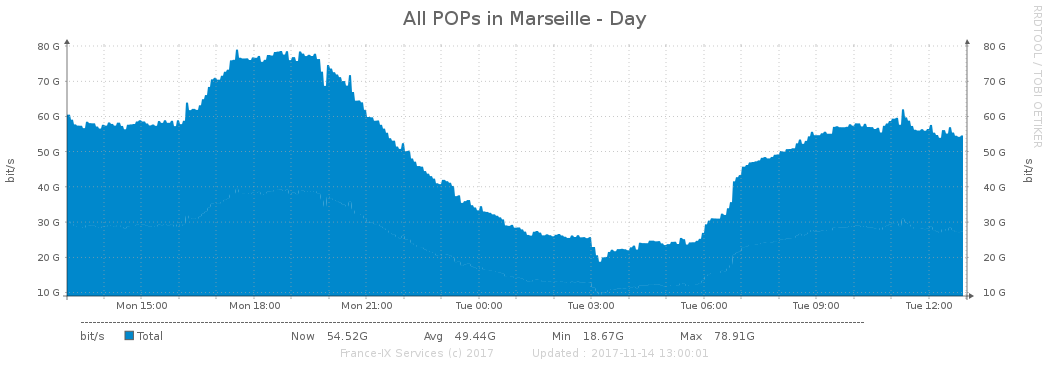 All POPs in Marseille - Day
RRDTOOL / TOBI OETIKER
80 G 80 G
70 G 70 G
60 G 60 G
50 G 50 G
bit/s bit/s
40 G 40 G
30 G 30 G
20 G 20 G
10 G 10 G
Mon 15:00 Mon 18:00 Mon 21:00 Tue 00:00 Tue 03:00 Tue 06:00 Tue 09:00 Tue 12:00
bit/s Total Now 54.52G Avg 49.44G Min 18.67G Max 78.91G
France-IX Services (c) 2017 Updated : 2017-11-14 13:00:01